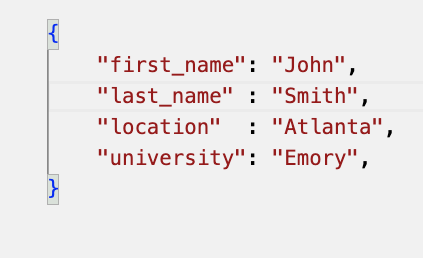 {
    "first_name": "John",
    "last_name" : "Smith",
    "location"  : "Atlanta",
    "university": "Emory",
}